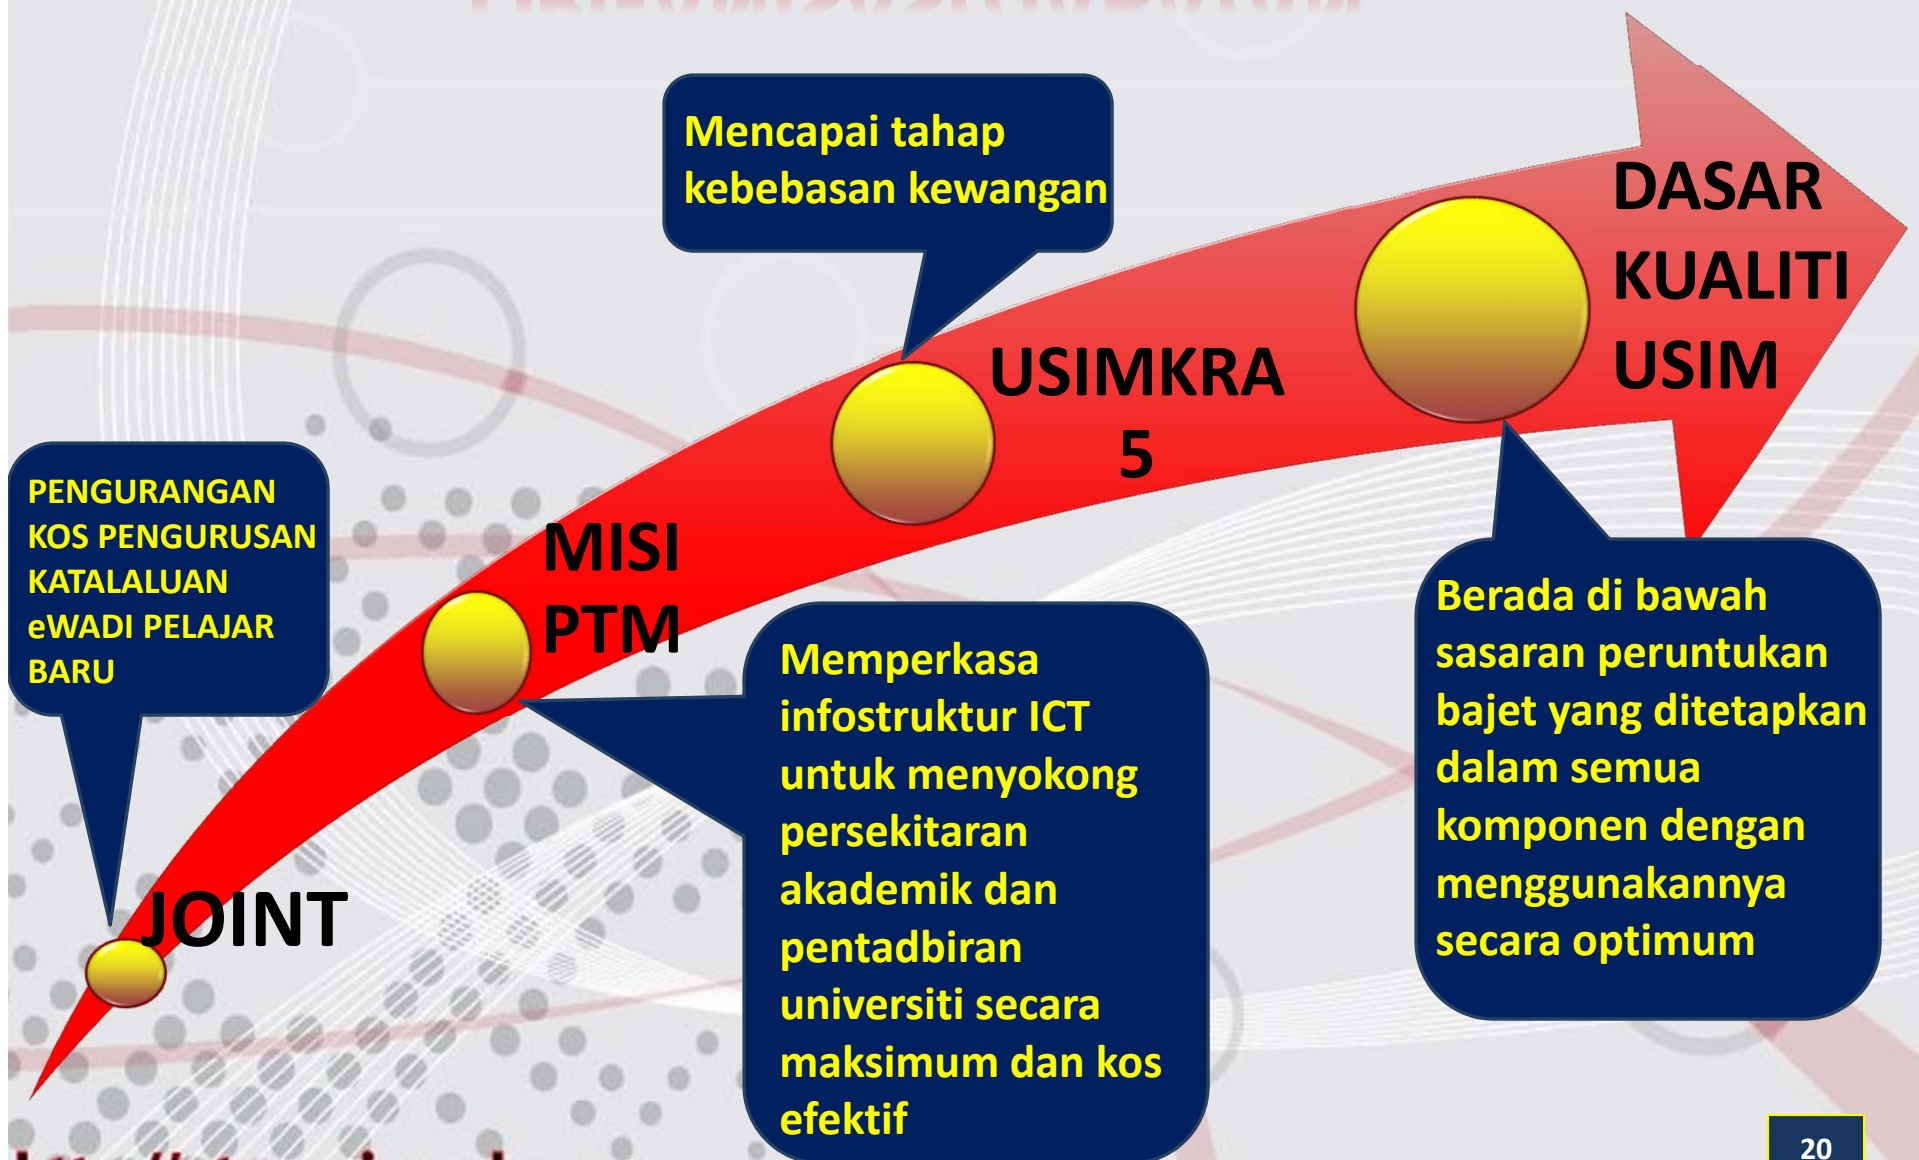 Mencapai tahap
kebebasan kewangan
DASAR
KUALITI
USIM
USIMKRA
5
PENGURANGAN
KOS PENGURUSAN
KATALALUAN
eWADI PELAJAR
BARU
MISI
PTM
Memperkasa
infostruktur ICT
untuk menyokong
persekitaran
akademik dan
pentadbiran
universiti secara
maksimum dan kos
efektif
Berada di bawah
sasaran peruntukan
bajet yang ditetapkan
dalam semua
komponen dengan
menggunakannya
secara optimum
JOINT
20